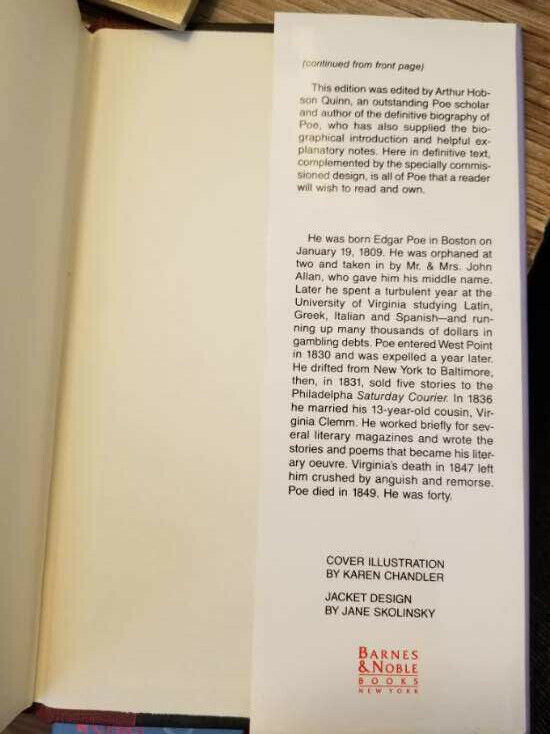 (continued from front page)
This edition was edited by Arthur Hob-
son Quinn, an outstanding Poe scholar
and author of the definitive biography of
Poe, who has also supplied the bio-
graphical introduction and helpful ex-
planatory notes. Here in definitive text,
complemented by the specially commis-
sioned design, is all of Poe that a reader
will wish to read and own.
He was born Edgar Poe in Boston on
January 19, 1809. He was orphaned at
two and taken in by Mr. & Mrs. John
Allan, who gave him his middle name.
Later he spent a turbulent year at the
University of Virginia studying Latin,
Greek, Italian and Spanish—and run-
ning up many thousands of dollars in
gambling debts. Poe entered West Point
in 1830 and was expelled a year later.
He drifted from New York to Baltimore,
then, in 1831, sold five stories to the
Philadelpha Saturday Courier. In 1836
he married his 13-year-old cousin, Vir-
ginia Clemm. He worked briefly for sev-
eral literary magazines and wrote the
stories and poems that became his liter-
ary oeuvre. Virginia's death in 1847 left
him crushed by anguish and remorse.
Poe died in 1849. He was forty.
COVER ILLUSTRATION
BY KAREN CHANDLER
JACKET DESIGN
BY JANE SKOLINSKY
BARNES
& NOBLE
BOOKS
NEW YORK